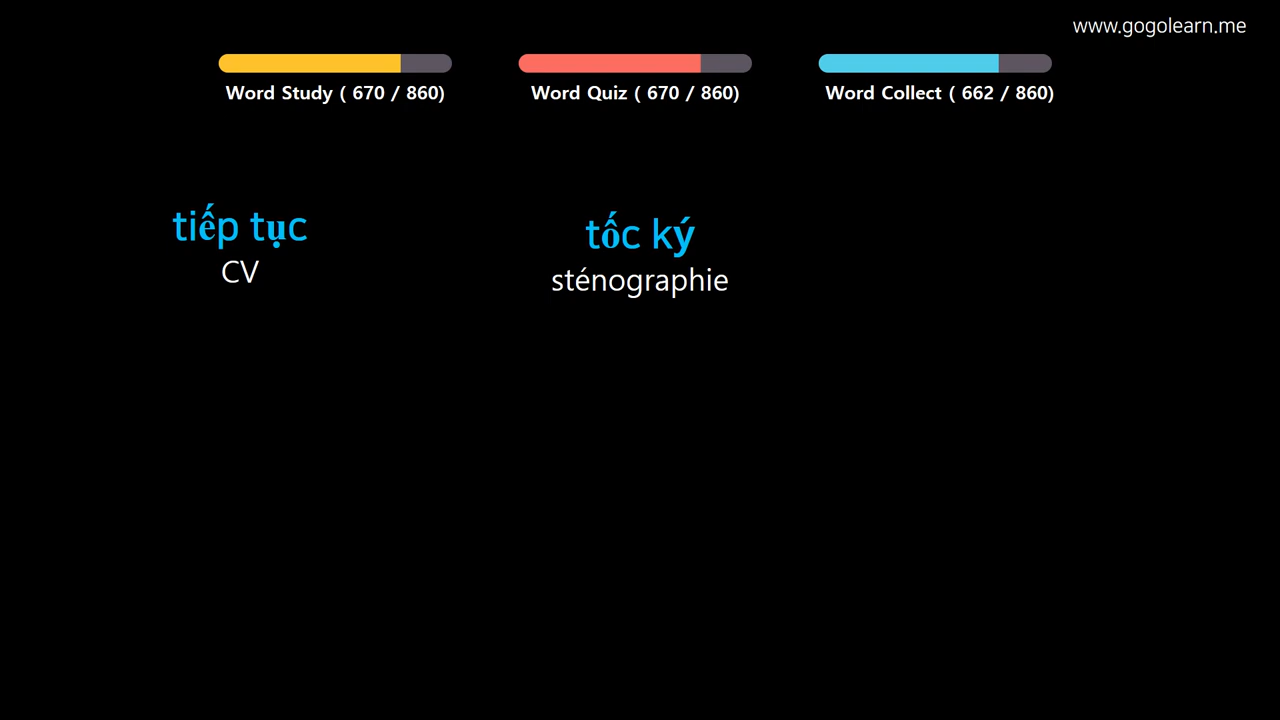 www.gogolearn.me
Word Study ( 670 / 860)
Word Quiz ( 670 / 860)
Word Collect ( 662 / 860)
tiếp tục
CV
tốc ký
sténographie